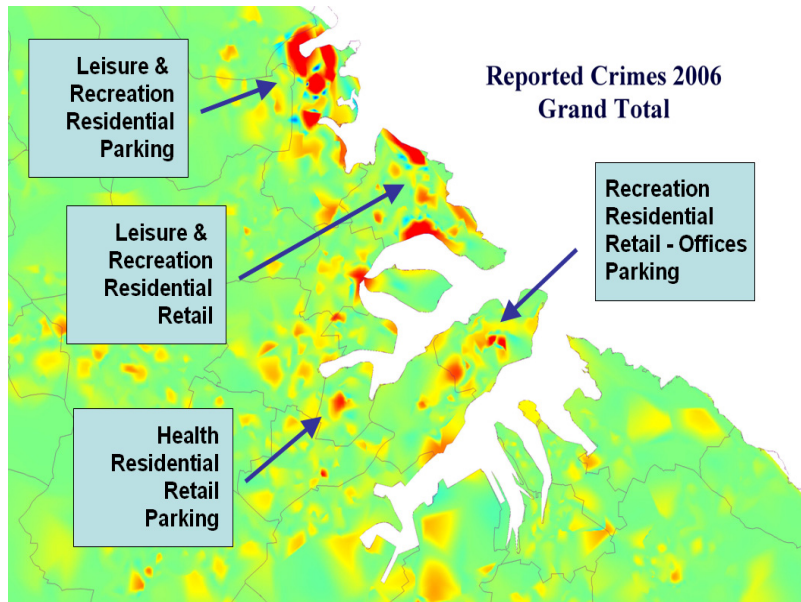 Leisure &
Recreation
Residential
Parking
Reported Crimes 2006
Grand Total
Leisure &
Recreation
Residential
Retail
Recreation
Residential
Retail - Offices
Parking
Health
Residential
Retail
Parking